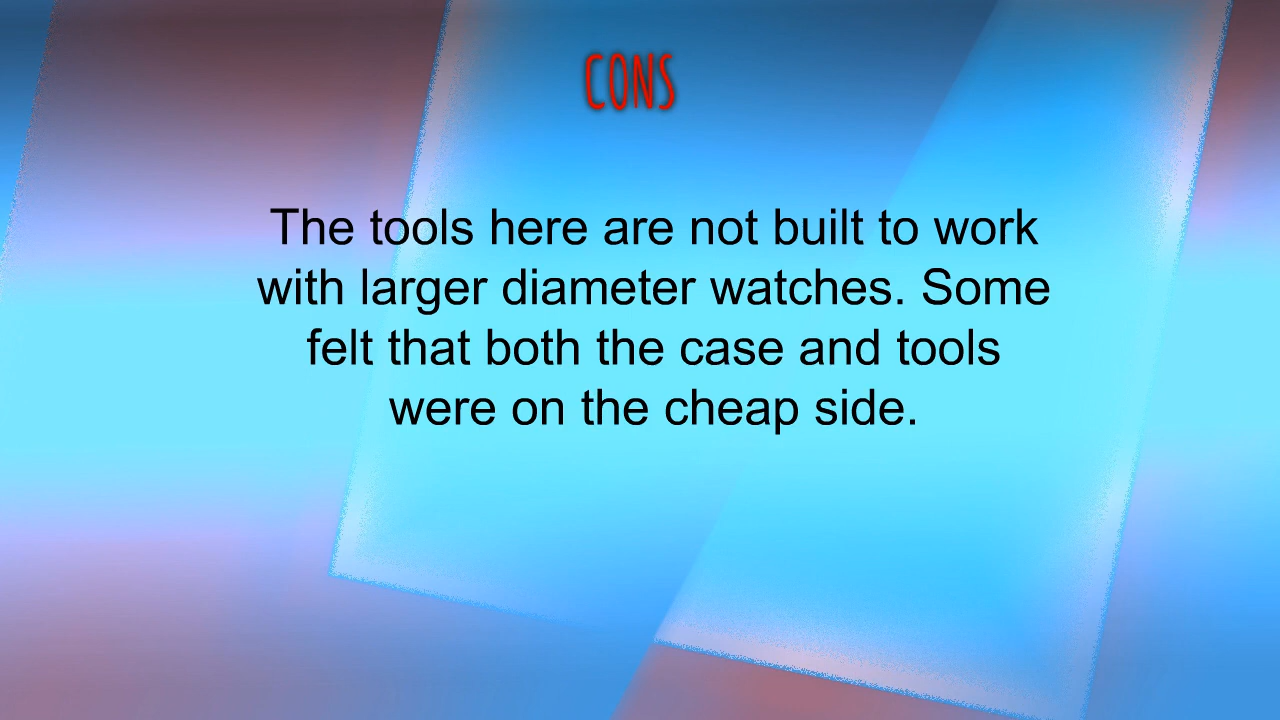 CONS
The tools here are not built to work
with larger diameter watches. Some
felt that both the case and tools
were on the cheap side.